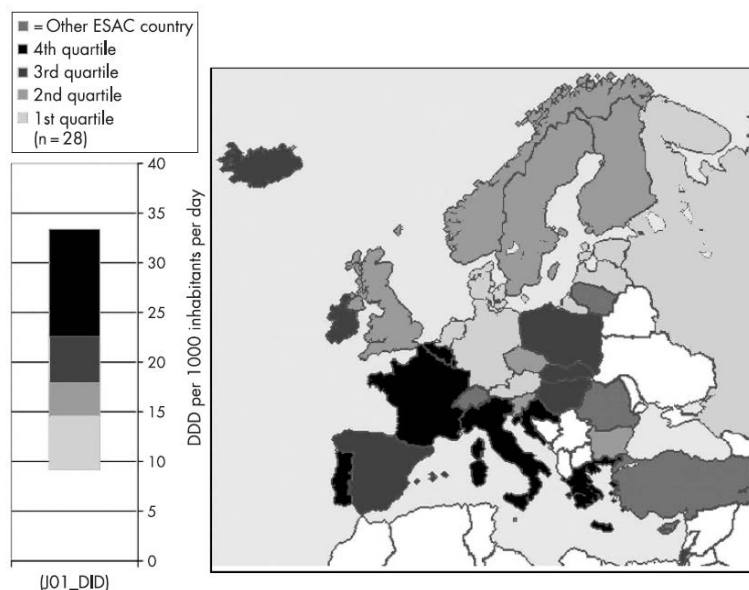 = Other ESAC country
4th quartile
3rd quartile
2nd quartile
1st quartile
(n = 28)
40
35
30
25
20
15
10
5
0
DDD per 1000 inhabitants per day
(J01_DID)